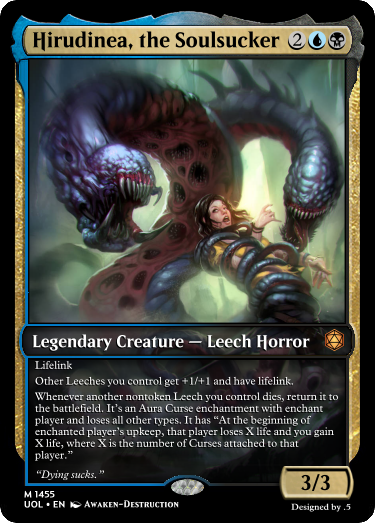 Hirudinea, the Soulsucker 2
Legendary Creature — Leech Horror
Lifelink
Other Leeches you control get +1/+1 and have lifelink.
Whenever another nontoken Leech you control dies, return it to
the battlefield. It's an Aura Curse enchantment with enchant
player and loses all other types. It has “At the beginning of
enchanted player's upkeep, that player loses X life and you gain
X life, where X is the number of Curses attached to that
player.”
“Dying sucks.”
3/3
M 1455
UOL • EN Awaken-Destruction
Designed by .5